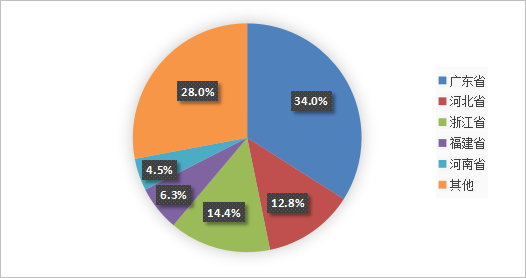 34.0%
12.8%
14.4%
6.3%
4.5%
28.0%
广东省
河北省
浙江省
福建省
河南省
其他